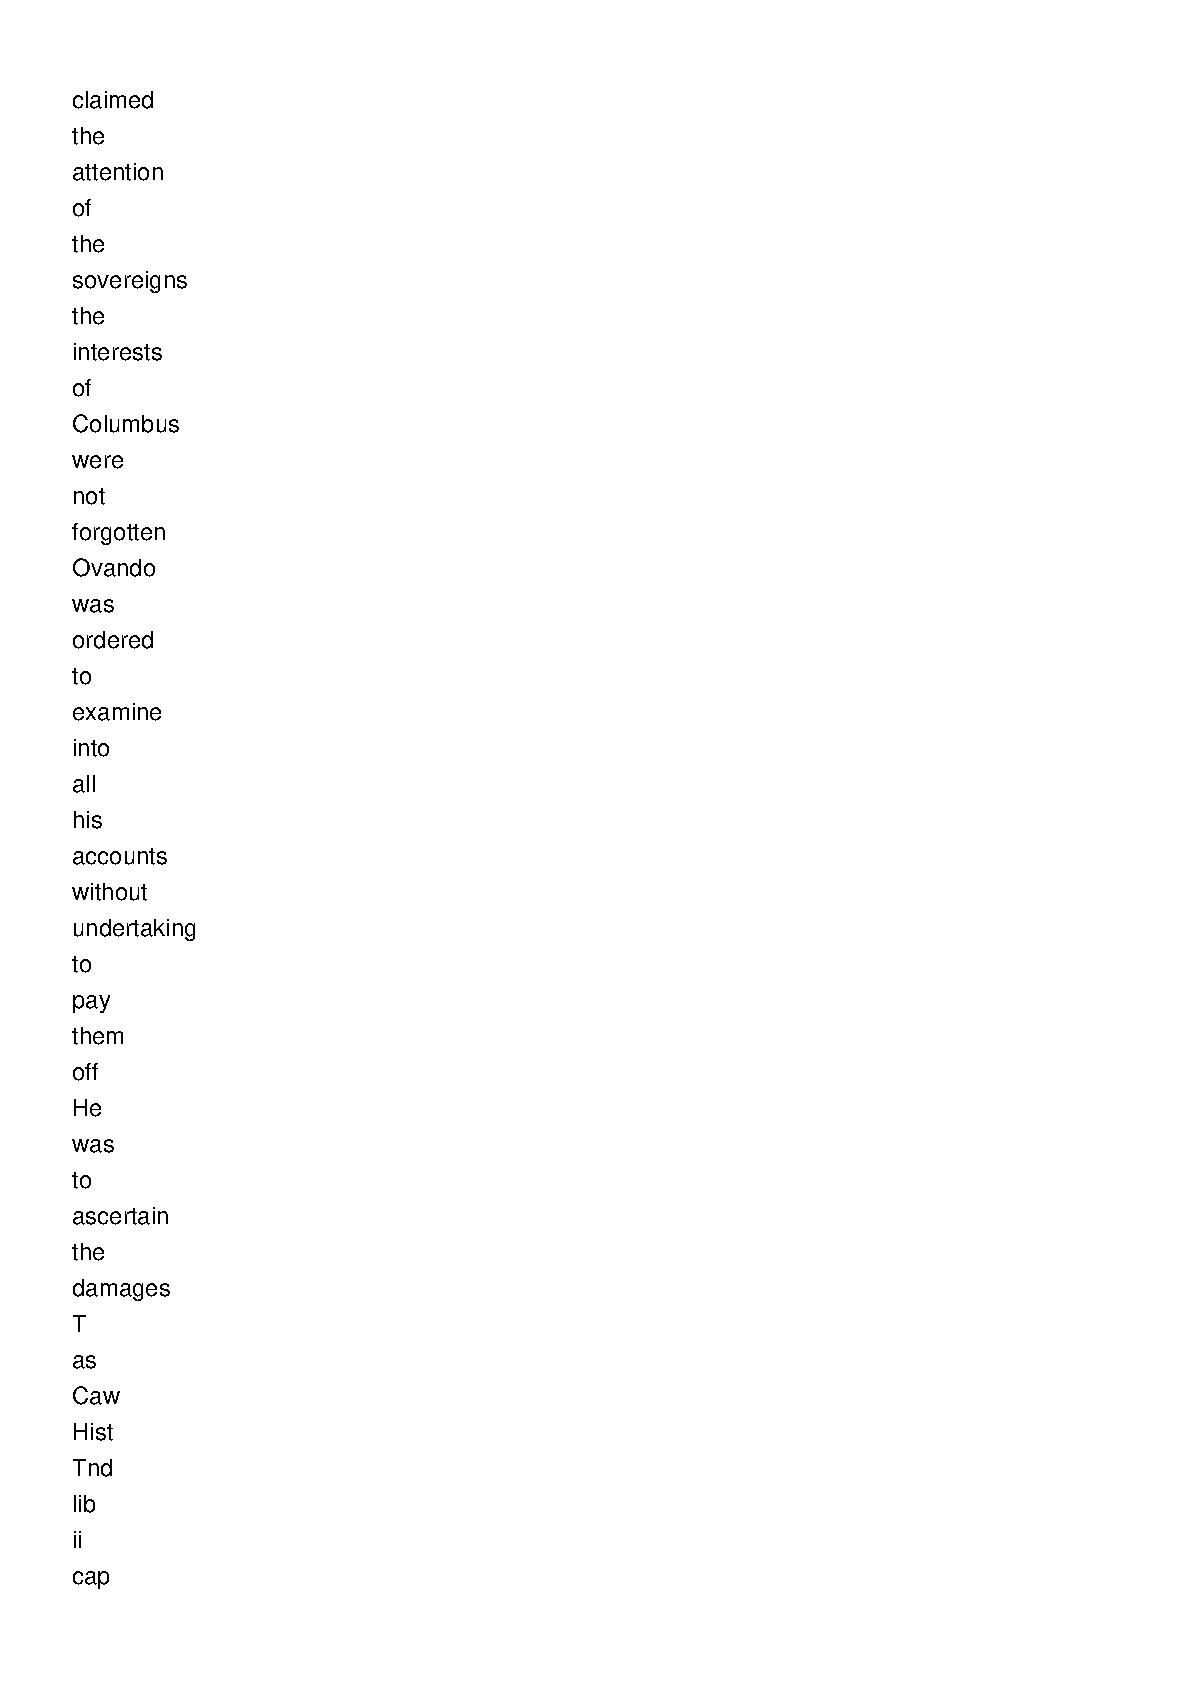 claimed
the
attention
of
the
sovereigns
the
interests
of
Columbus
were
not
forgotten
Ovando
was
ordered
to
examine
into
all
his
accounts
without
undertaking
to
pay
them
off
He
was
to
ascertain
the
damages
T
as
Caw
Hist
Tnd
lib
ii
cap